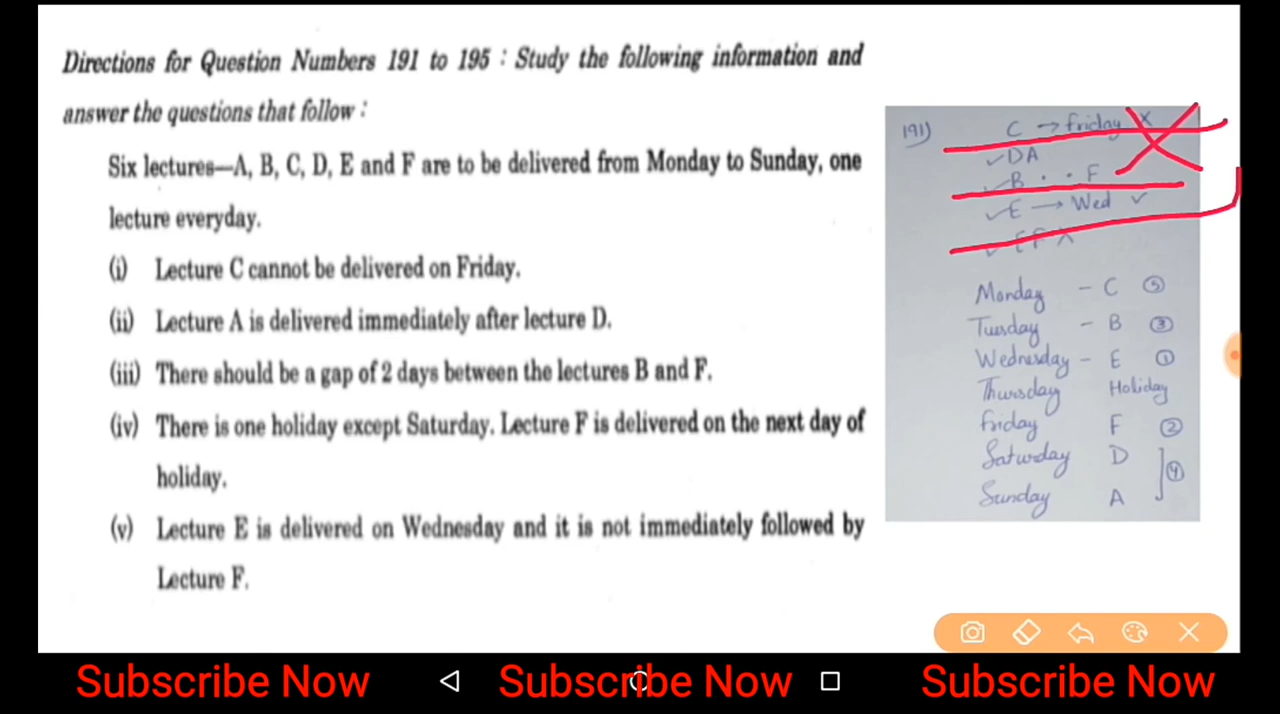 Directions for Question Numbers 191 to 195 : Study the following information and
answer the questions that follow :
Six lectures—A, B, C, D, E and F are to be delivered from Monday to Sunday, one
lecture everyday.
(i) Lecture C cannot be delivered on Friday.
(ii) Lecture A is delivered immediately after lecture D.
(iii) There should be a gap of 2 days between the lectures B and F.
(iv) There is one holiday except Saturday. Lecture F is delivered on the next day of
holiday.
(v) Lecture E is delivered on Wednesday and it is not immediately followed by
Lecture F.
191) C → Friday X
✓ DA
✓ B · · F
✓ E → Wed ✓
✓ EF X
Monday - C ⑤
Tuesday - B ③
Wednesday - E ①
Thursday Holiday
Friday F ②
Saturday D
④
Sunday A
Subscribe Now Subscribe Now Subscribe Now